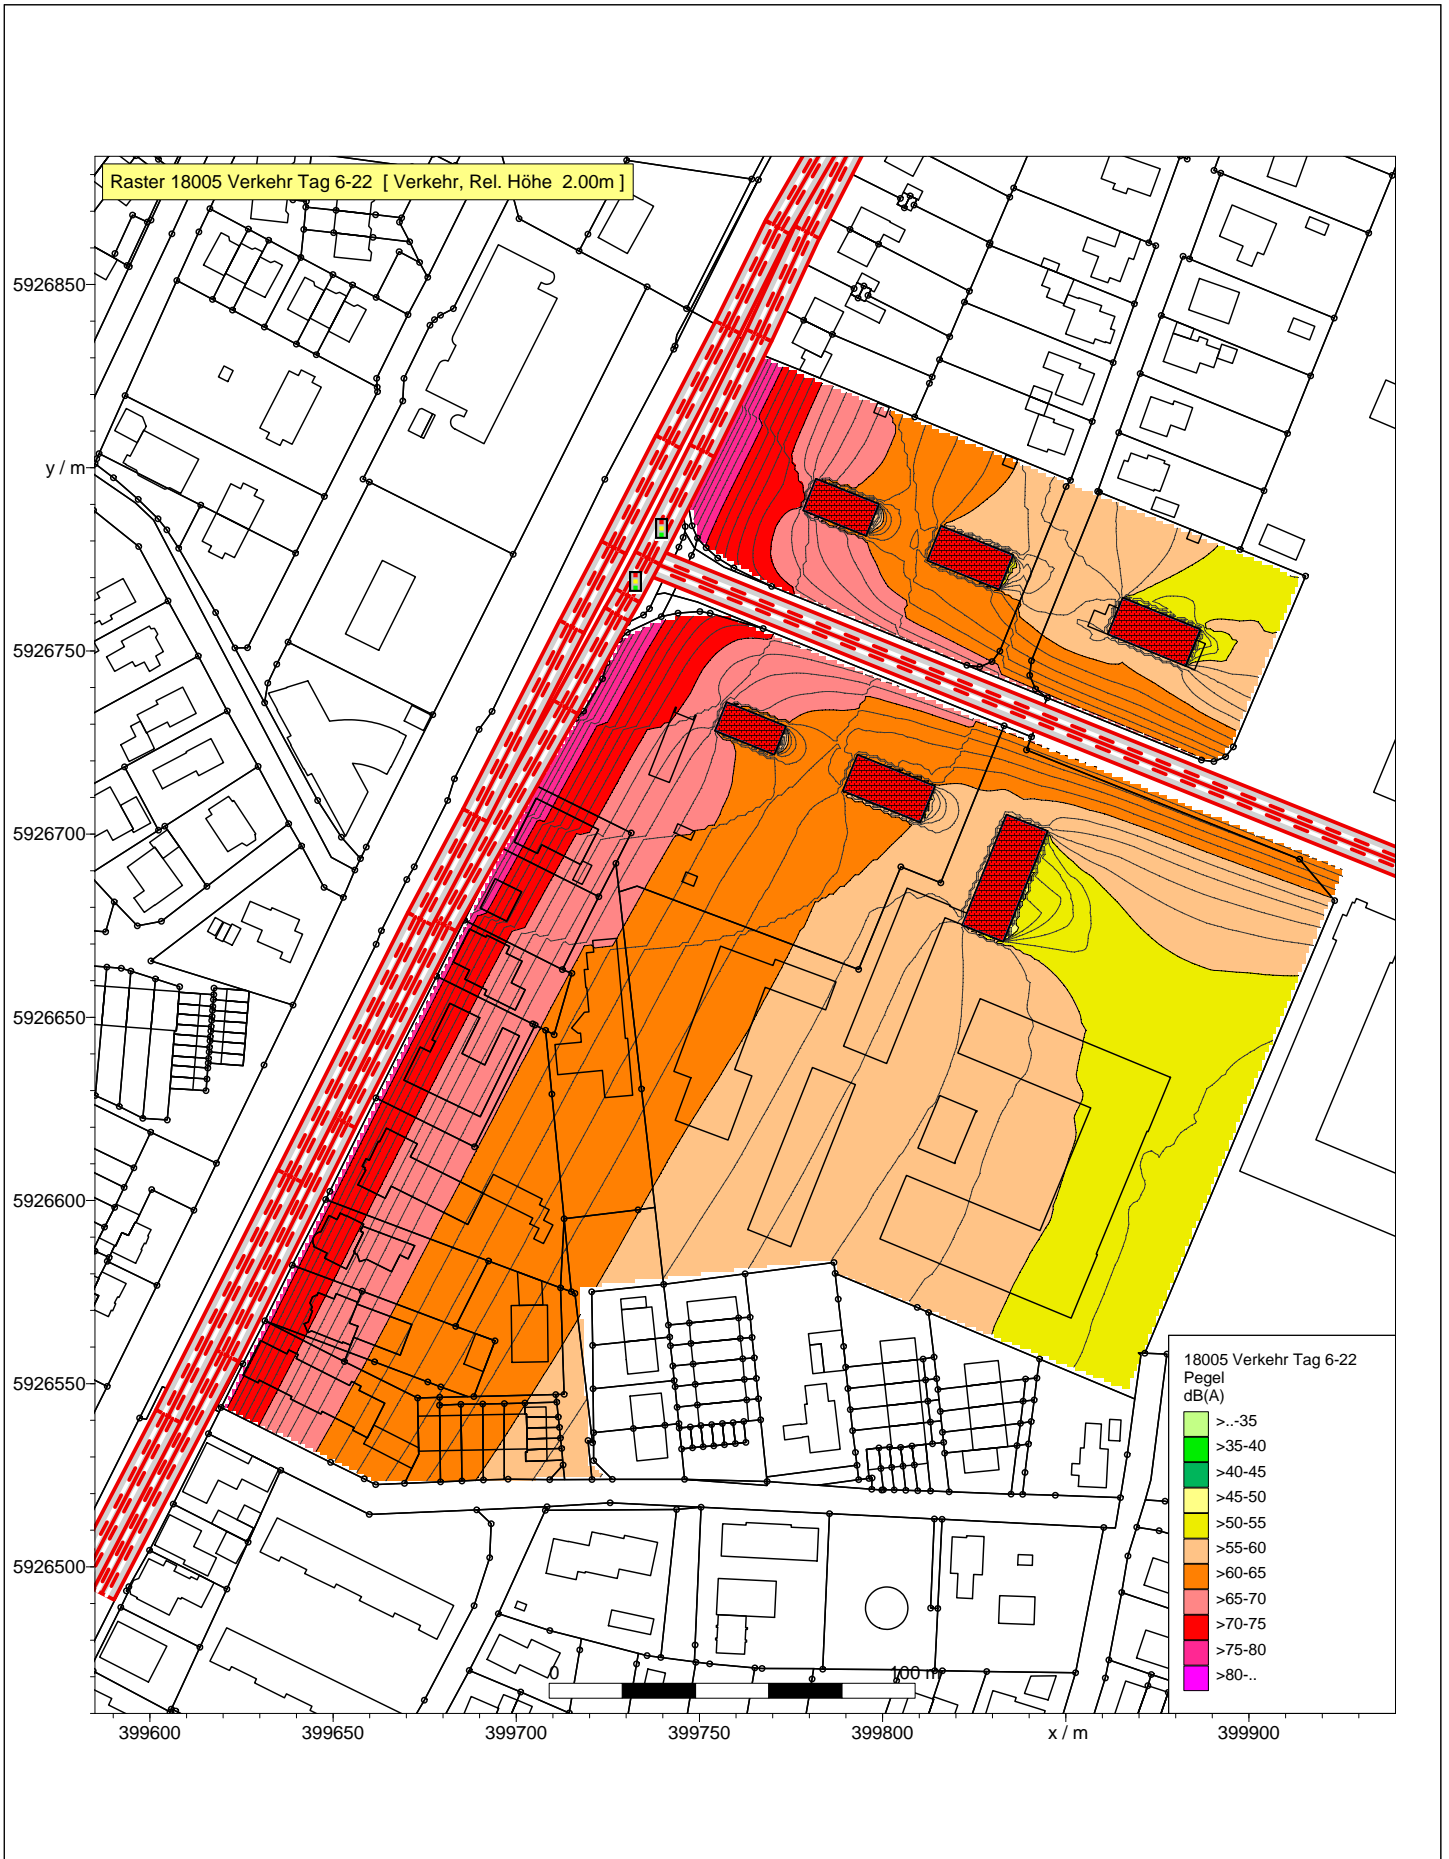 Raster 18005 Verkehr Tag 6-22 [ Verkehr, Rel. Höhe 2.00m ]
5926850
y / m
5926750
5926700
5926650
5926600
5926550
5926500
18005 Verkehr Tag 6-22
Pegel
dB(A)
>..-35
>35-40
>40-45
>45-50
>50-55
>55-60
>60-65
>65-70
>70-75
>75-80
>80-..
0 100 m
399600 399650 399700 399750 399800 x / m 399900